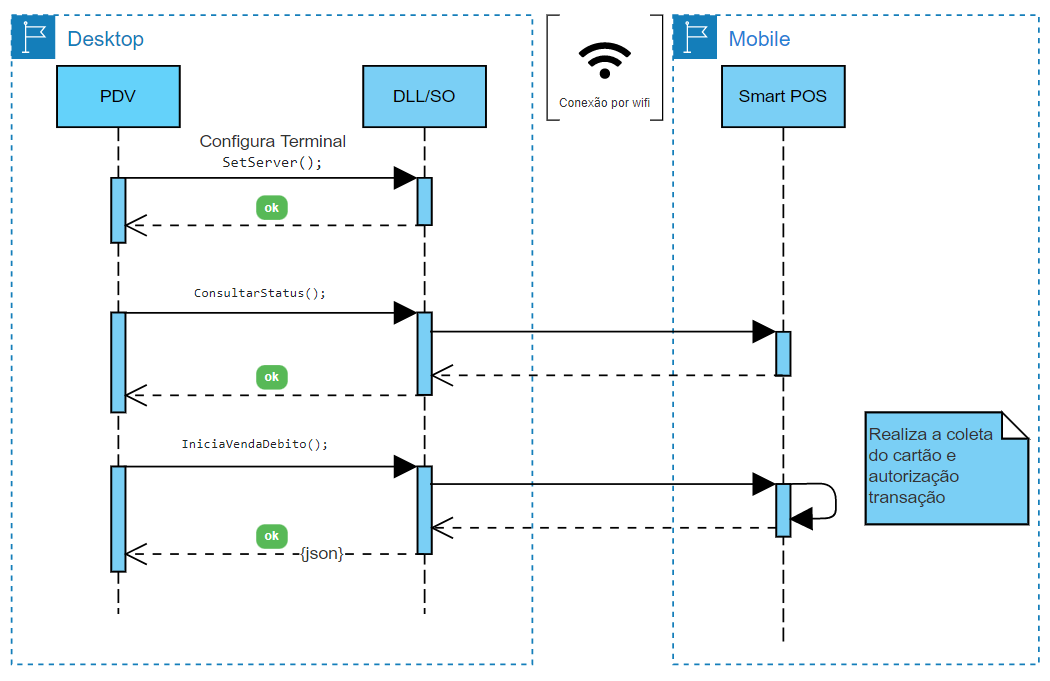 Desktop
Mobile
PDV
DLL/SO
Conexão por wifi
Smart POS
Configura Terminal
SetServer();
ok
ConsultarStatus();
ok
IniciaVendaDebito();
Realiza a coleta
do cartão e
autorização
transação
ok
{json}